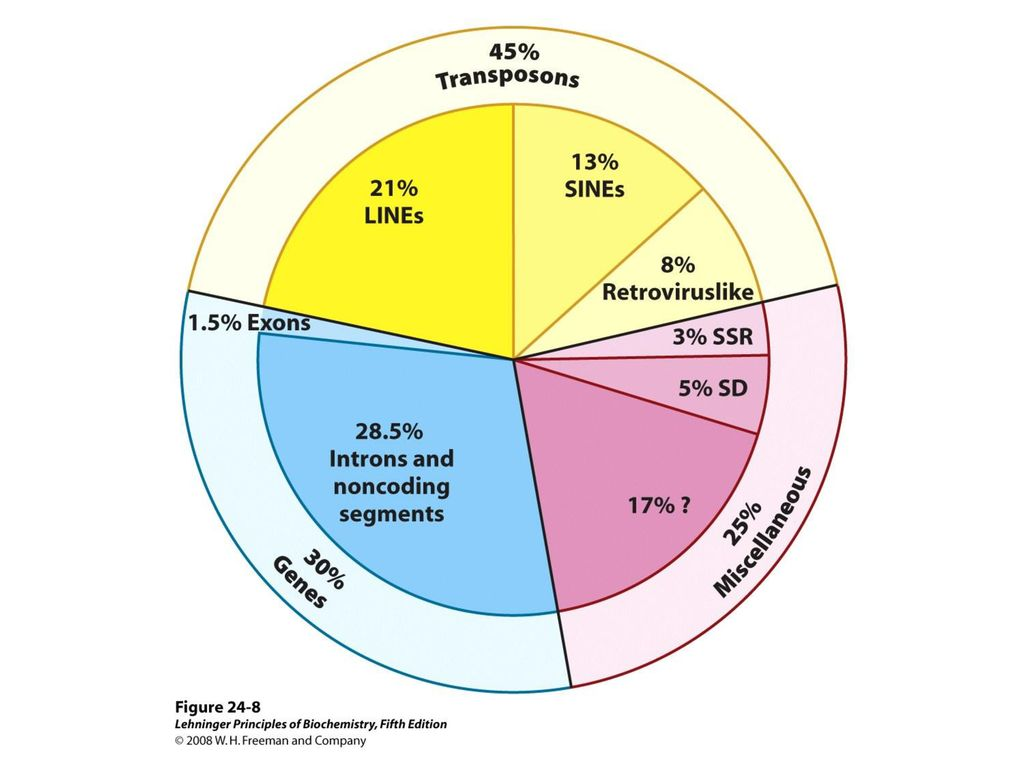 45%
Transposons
21%
LINEs
13%
SINEs
8%
Retroviruslike
1.5% Exons
3% SSR
5% SD
28.5%
Introns and
noncoding
segments
17% ?
30%
Genes
25%
Miscellaneous
Figure 24-8
Lehninger Principles of Biochemistry, Fifth Edition
© 2008 W. H. Freeman and Company